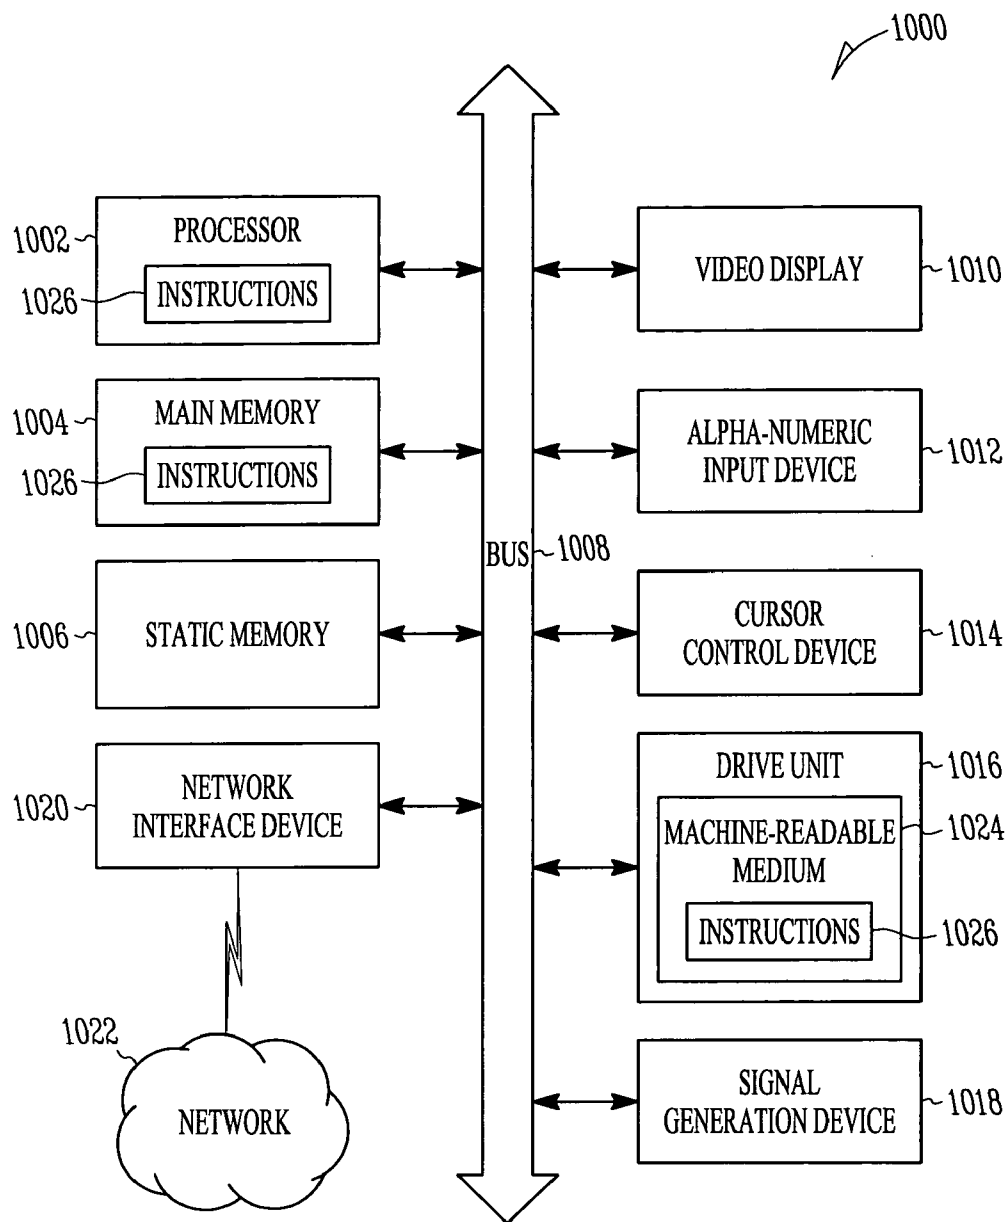 1000
1002
PROCESSOR
1026
INSTRUCTIONS
1004
MAIN MEMORY
1026
INSTRUCTIONS
1006
STATIC MEMORY
1020
NETWORK
INTERFACE DEVICE
1022
NETWORK
BUS
1008
VIDEO DISPLAY
1010
ALPHA-NUMERIC
INPUT DEVICE
1012
CURSOR
CONTROL DEVICE
1014
DRIVE UNIT
1016
MACHINE-READABLE
MEDIUM
1024
INSTRUCTIONS
1026
SIGNAL
GENERATION DEVICE
1018